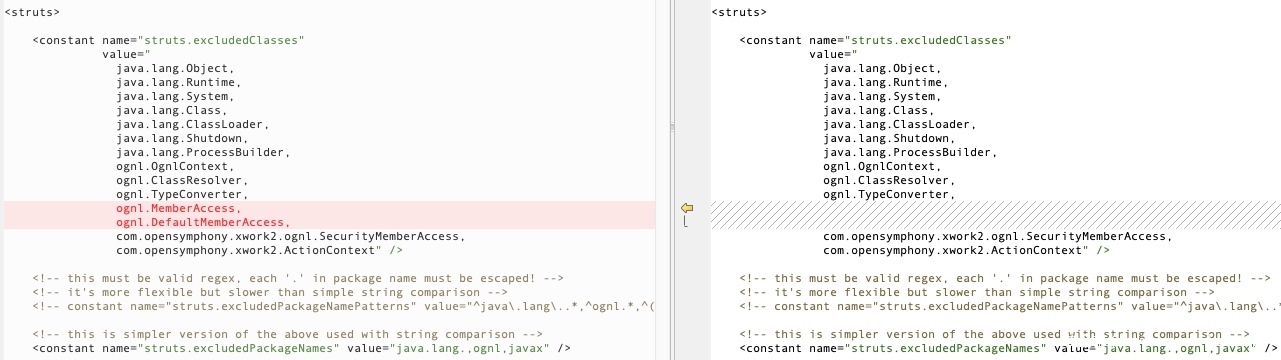 <struts>
<constant name="struts.excludedClasses"
value="
java.lang.Object,
java.lang.Runtime,
java.lang.System,
java.lang.Class,
java.lang.ClassLoader,
java.lang.Shutdown,
java.lang.ProcessBuilder,
ognl.OgnlContext,
ognl.ClassResolver,
ognl.TypeConverter,
ognl.MemberAccess,
ognl.DefaultMemberAccess,
com.opensymphony.xwork2.ognl.SecurityMemberAccess,
com.opensymphony.xwork2.ActionContext" />
<!-- this must be valid regex, each '.' in package name must be escaped! -->
<!-- it's more flexible but slower than simple string comparison -->
<!-- constant name="struts.excludedPackageNamePatterns" value="^java\.lang\..*,^ognl.*,^(
<!-- this is simpler version of the above used with string comparison -->
<constant name="struts.excludedPackageNames" value="java.lang.,ognl,javax" />
<struts>
<constant name="struts.excludedClasses"
value="
java.lang.Object,
java.lang.Runtime,
java.lang.System,
java.lang.Class,
java.lang.ClassLoader,
java.lang.Shutdown,
java.lang.ProcessBuilder,
ognl.OgnlContext,
ognl.ClassResolver,
ognl.TypeConverter,
com.opensymphony.xwork2.ognl.SecurityMemberAccess,
com.opensymphony.xwork2.ActionContext" />
<!-- this must be valid regex, each '.' in package name must be escaped! -->
<!-- it's more flexible but slower than simple string comparison -->
<!-- constant name="struts.excludedPackageNamePatterns" value="^java\.lang\..*
<!-- this is simpler version of the above used with string comparison -->
<constant name="struts.excludedPackageNames" value="java.lang.,ognl,javax" />